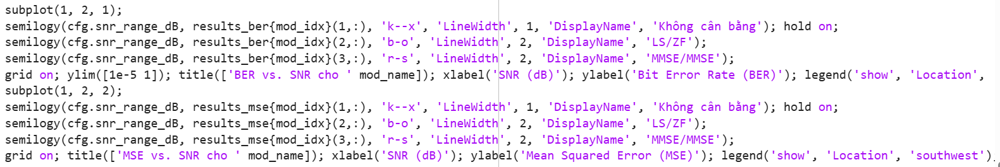 subplot(1, 2, 1);
semilogy(cfg.snr_range_dB, results_ber{mod_idx}(1,:), 'k--x', 'LineWidth', 1, 'DisplayName', 'Không cân bằng'); hold on;
semilogy(cfg.snr_range_dB, results_ber{mod_idx}(2,:), 'b-o', 'LineWidth', 2, 'DisplayName', 'LS/ZF');
semilogy(cfg.snr_range_dB, results_ber{mod_idx}(3,:), 'r-s', 'LineWidth', 2, 'DisplayName', 'MMSE/MMSE');
grid on; ylim([1e-5 1]); title(['BER vs. SNR cho ' mod_name]); xlabel('SNR (dB)'); ylabel('Bit Error Rate (BER)'); legend('show', 'Location',
subplot(1, 2, 2);
semilogy(cfg.snr_range_dB, results_mse{mod_idx}(1,:), 'k--x', 'LineWidth', 1, 'DisplayName', 'Không cân bằng'); hold on;
semilogy(cfg.snr_range_dB, results_mse{mod_idx}(2,:), 'b-o', 'LineWidth', 2, 'DisplayName', 'LS/ZF');
semilogy(cfg.snr_range_dB, results_mse{mod_idx}(3,:), 'r-s', 'LineWidth', 2, 'DisplayName', 'MMSE/MMSE');
grid on; title(['MSE vs. SNR cho ' mod_name]); xlabel('SNR (dB)'); ylabel('Mean Squared Error (MSE)'); legend('show', 'Location', 'southwest')